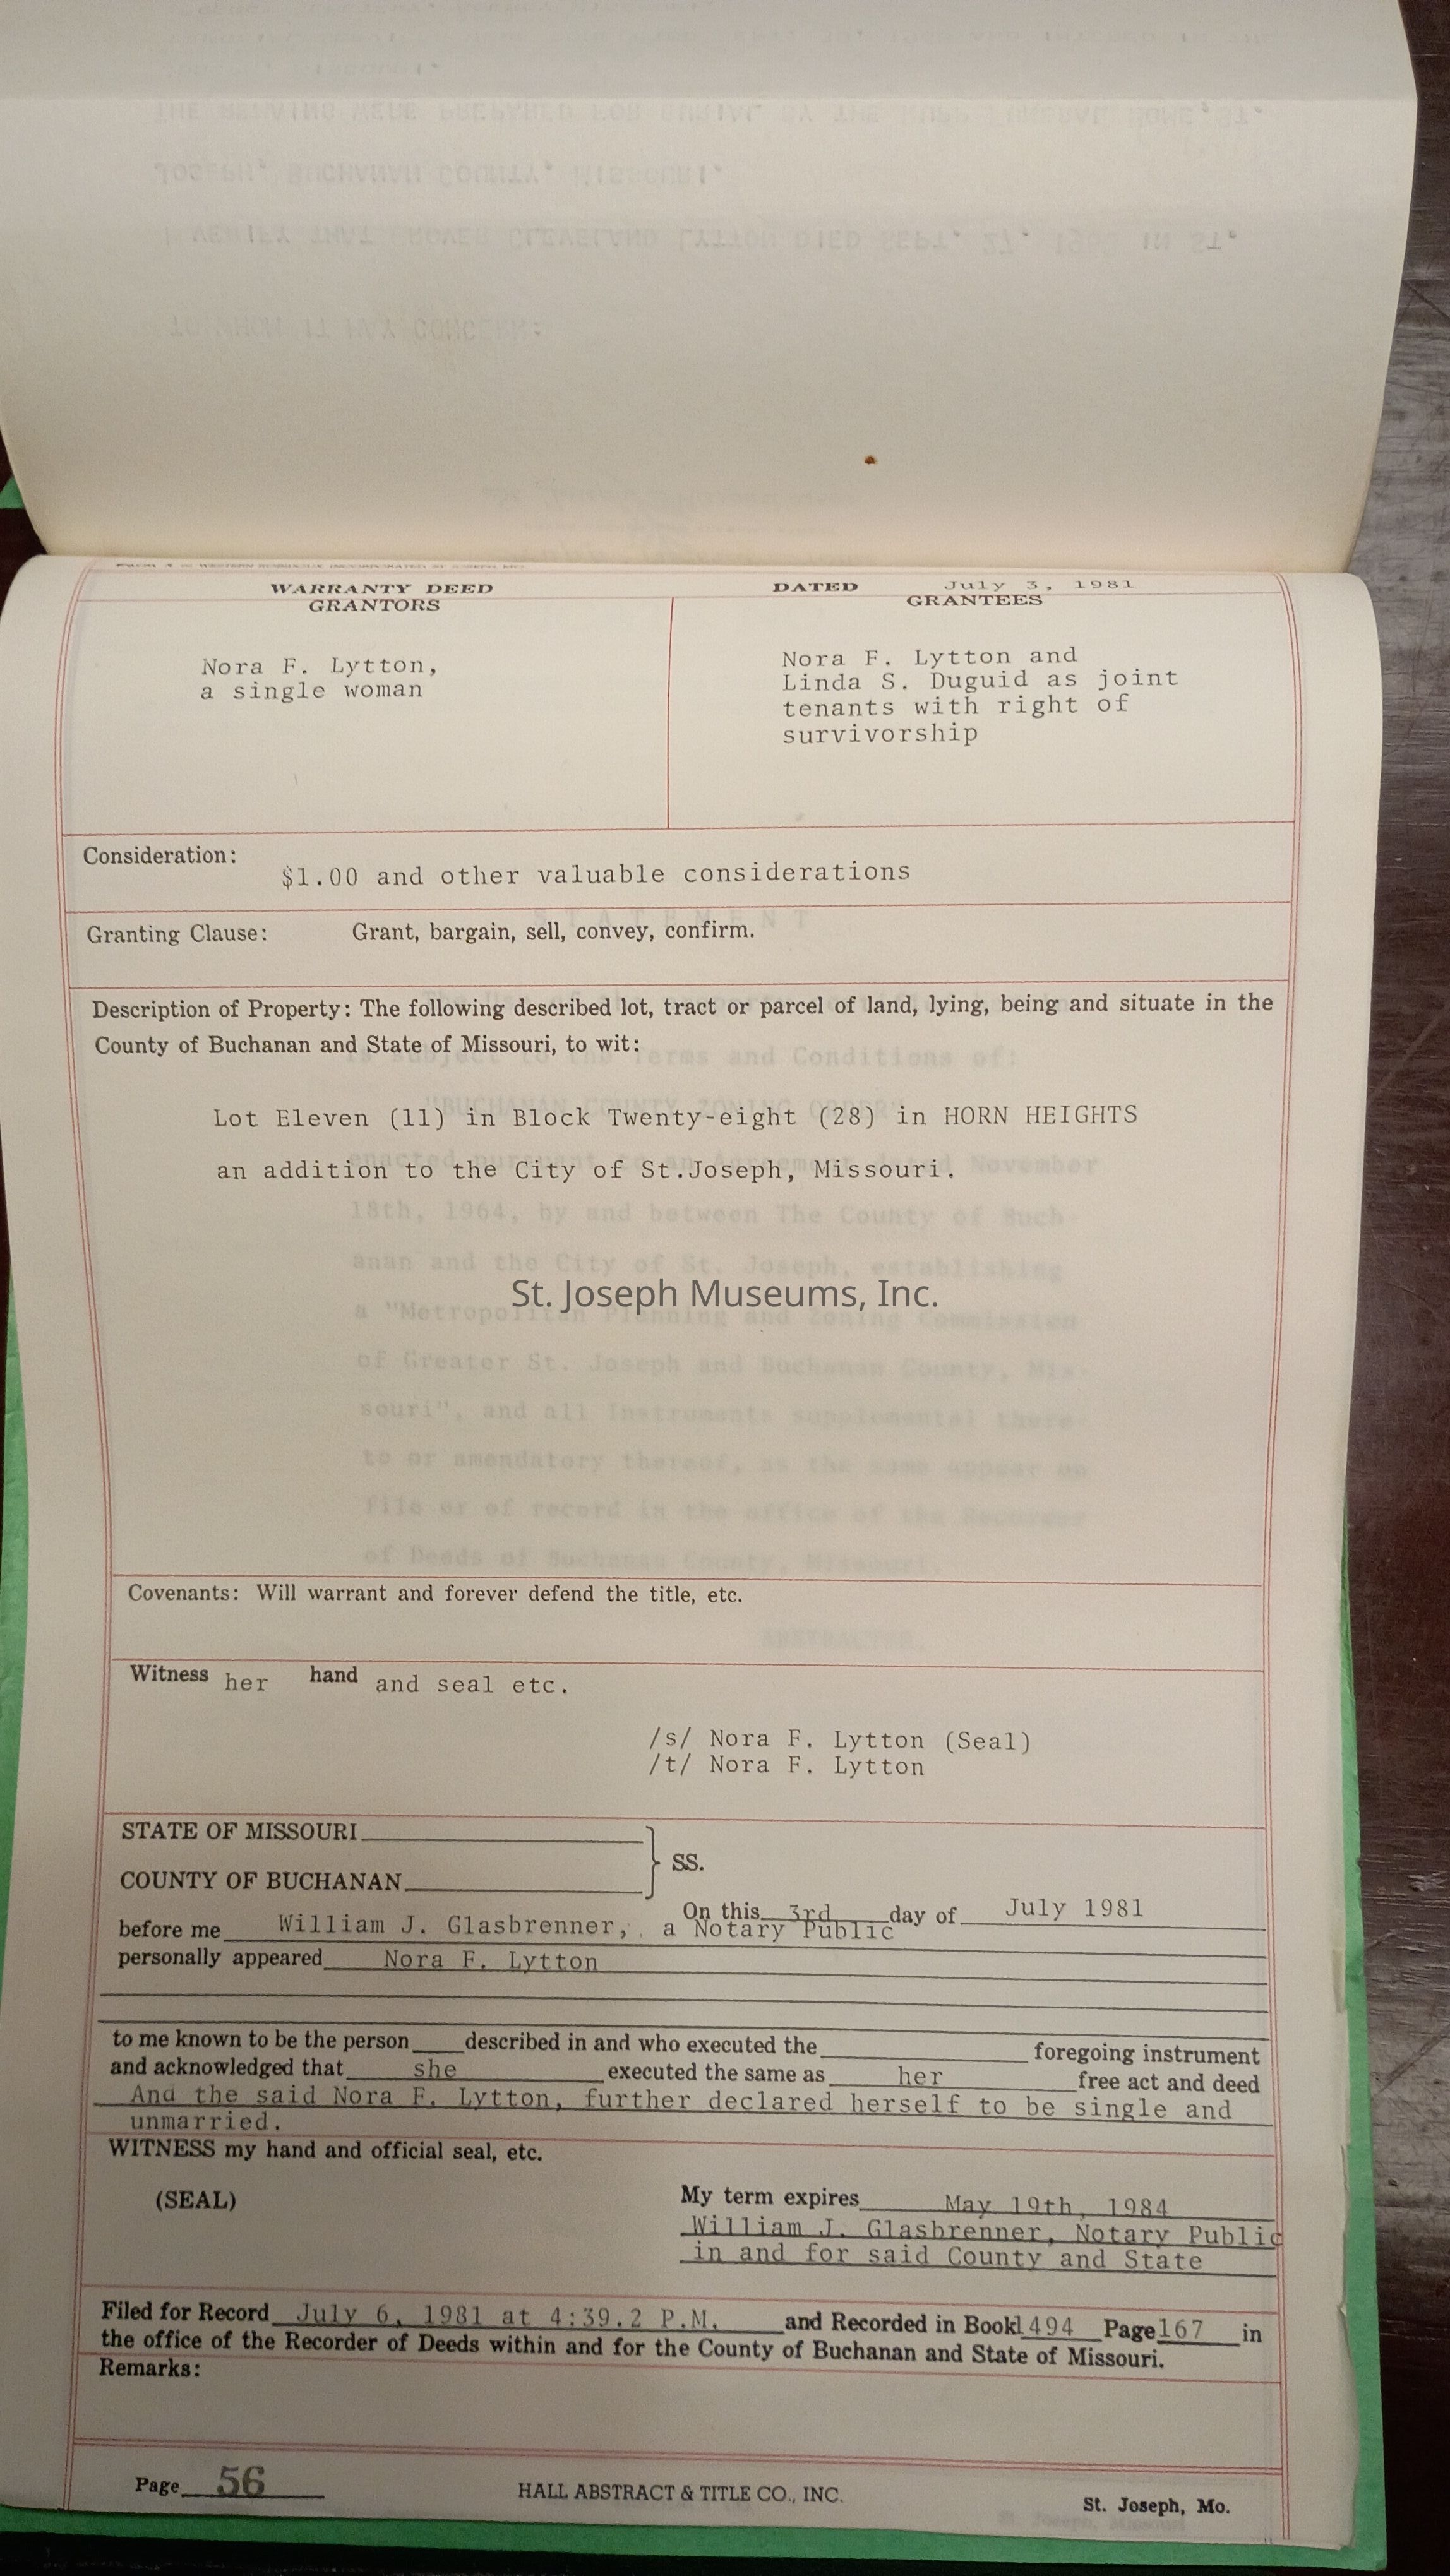 WARRANTY DEED
GRANTORS
DATED July 3, 1981
GRANTEES
Nora F. Lytton,
a single woman
Nora F. Lytton and
Linda S. Duguid as joint
tenants with right of
survivorship
Consideration:
$1.00 and other valuable considerations
Granting Clause: Grant, bargain, sell, convey, confirm.
Description of Property: The following described lot, tract or parcel of land, lying, being and situate in the
County of Buchanan and State of Missouri, to wit:
Lot Eleven (11) in Block Twenty-eight (28) in HORN HEIGHTS
an addition to the City of St.Joseph, Missouri.
St. Joseph Museums, Inc.
Covenants: Will warrant and forever defend the title, etc.
Witness her hand and seal etc.
/s/ Nora F. Lytton (Seal)
/t/ Nora F. Lytton
STATE OF MISSOURI
COUNTY OF BUCHANAN
SS.
On this 3rd day of July 1981
before me William J. Glasbrenner, a Notary Public
personally appeared Nora F. Lytton
to me known to be the person described in and who executed the foregoing instrument
and acknowledged that she executed the same as her free act and deed
And the said Nora F. Lytton, further declared herself to be single and
unmarried.
WITNESS my hand and official seal, etc.
(SEAL)
My term expires May 19th, 1984
William J. Glasbrenner, Notary Public
in and for said County and State
Filed for Record July 6, 1981 at 4:39.2 P.M. and Recorded in Book 1494 Page 167 in
the office of the Recorder of Deeds within and for the County of Buchanan and State of Missouri.
Remarks:
Page 56
HALL ABSTRACT & TITLE CO., INC.
St. Joseph, Mo.